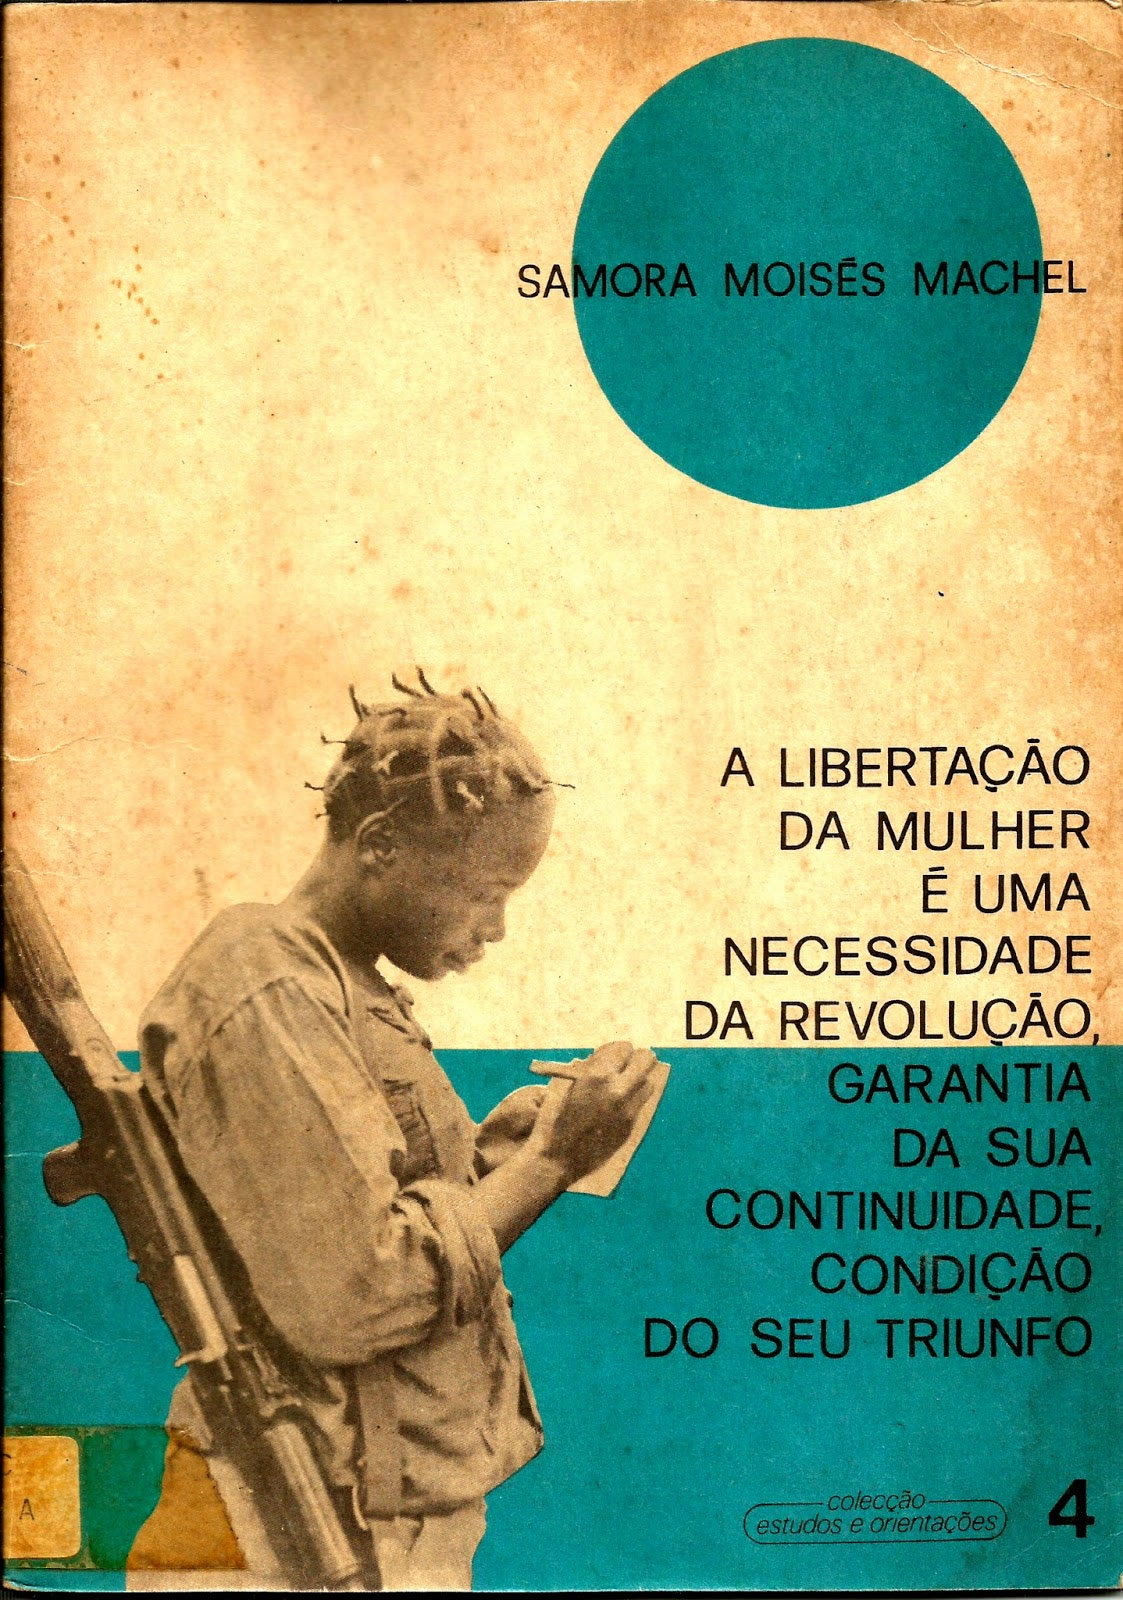 SAMORA MOISÉS MACHEL
A LIBERTAÇÃO
DA MULHER
É UMA
NECESSIDADE
DA REVOLUÇÃO,
GARANTIA
DA SUA
CONTINUIDADE,
CONDIÇÃO
DO SEU TRIUNFO
colecção
estudos e orientações
4
A